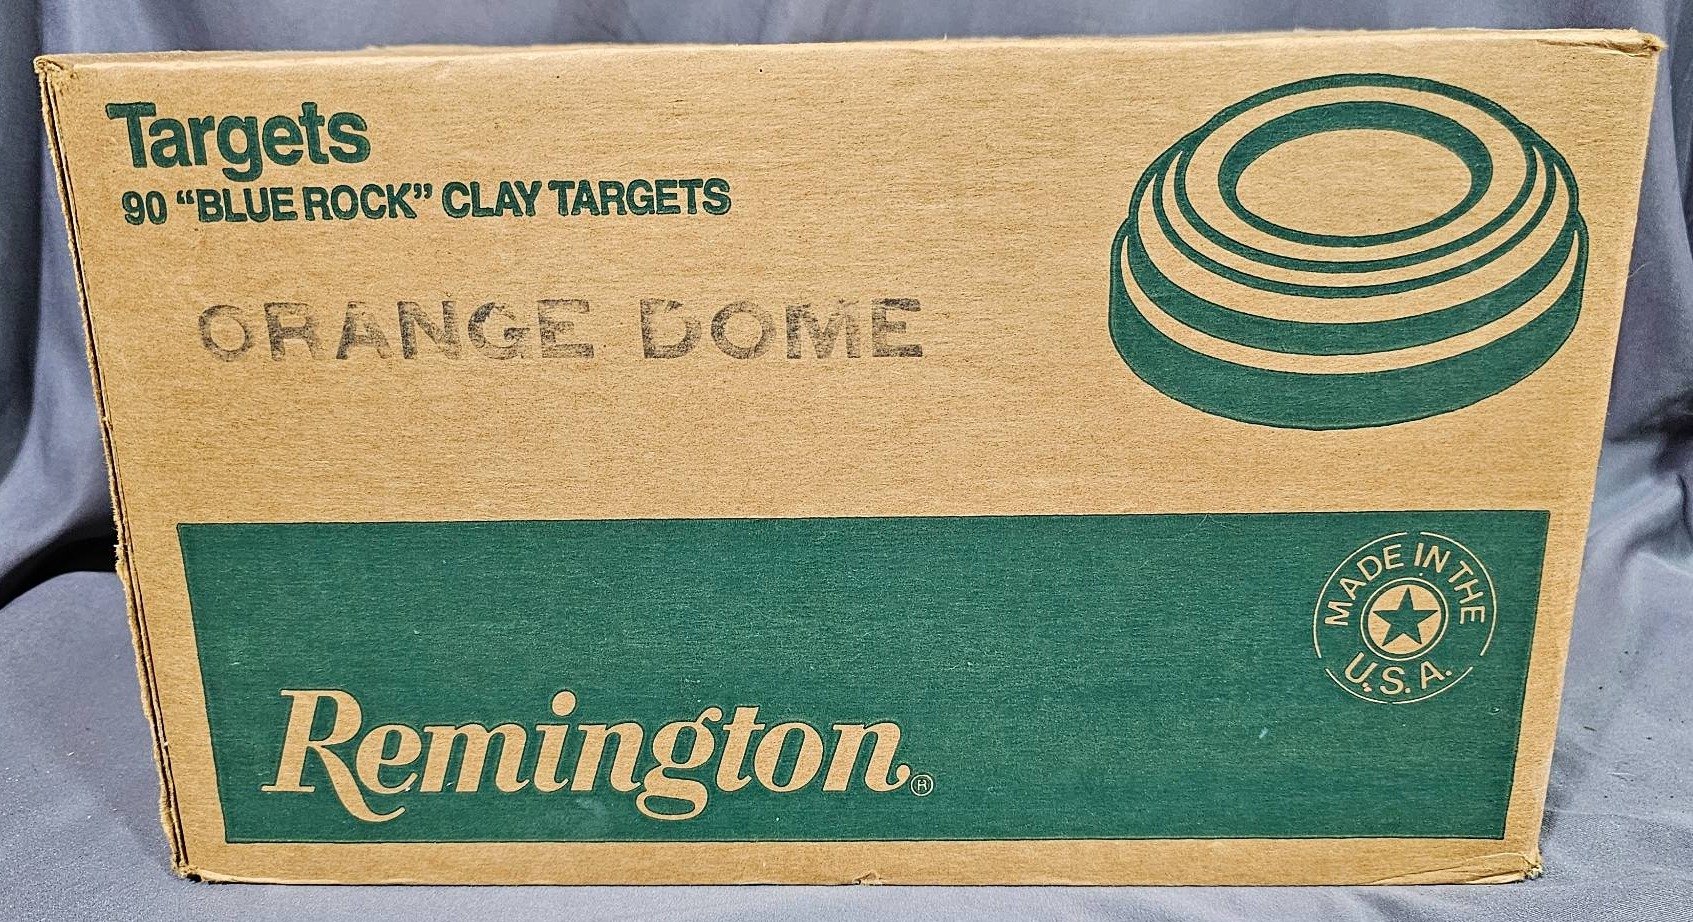 Targets
90 “BLUE ROCK” CLAY TARGETS
ORANGE DOME
MADE IN THE
U.S.A.
Remington®